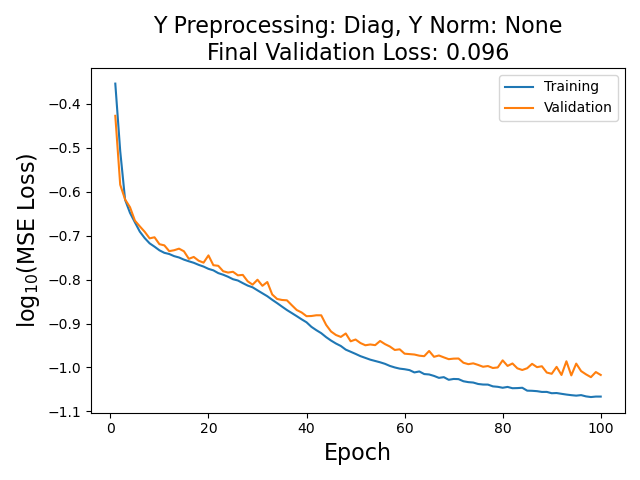 Y Preprocessing: Diag, Y Norm: None
Final Validation Loss: 0.096
Training
Validation
−0.4
−0.5
−0.6
−0.7
−0.8
−0.9
−1.0
−1.1
log₁₀(MSE Loss)
0
20
40
60
80
100
Epoch